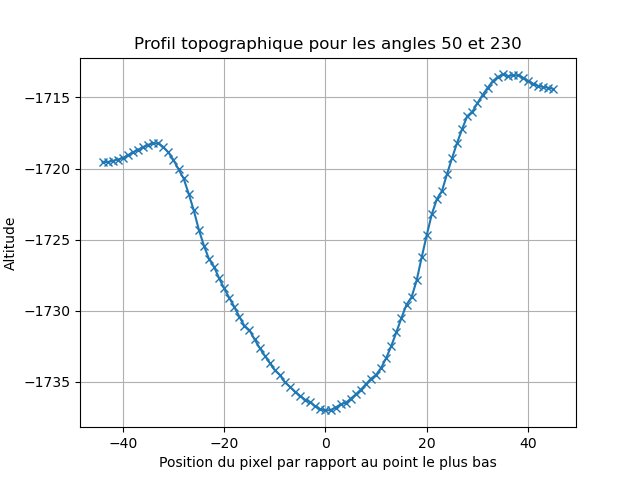 Profil topographique pour les angles 50 et 230
−1715
−1720
−1725
−1730
−1735
Altitude
−40 −20 0 20 40
Position du pixel par rapport au point le plus bas